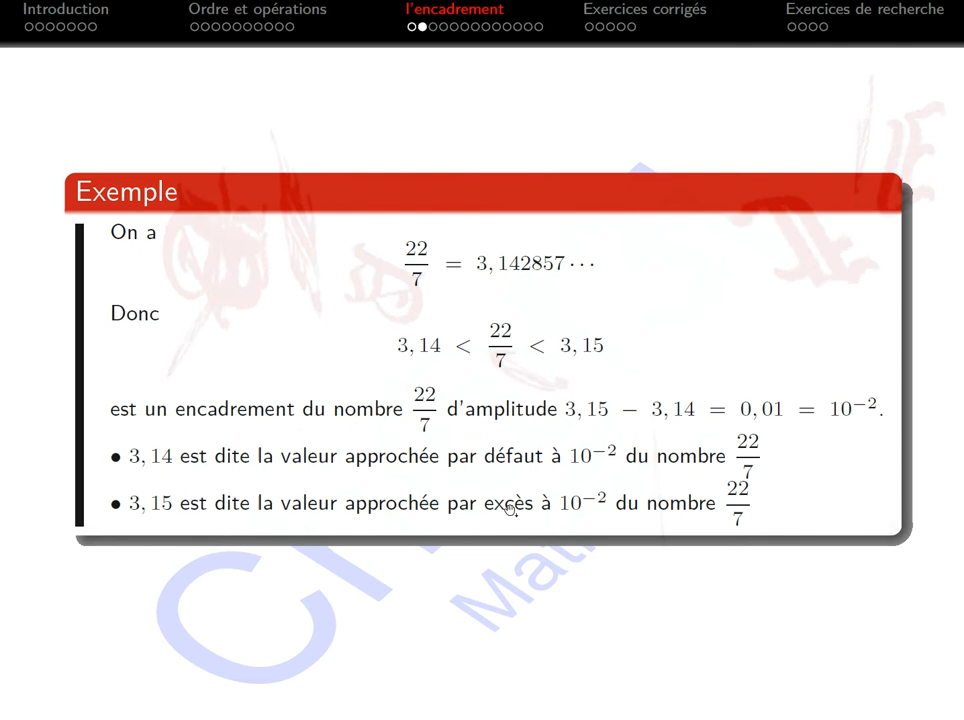 Introduction Ordre et opérations l'encadrement Exercices corrigés Exercices de recherche
Exemple
On a
22/7 = 3, 142857 · · ·
Donc
3, 14 < 22/7 < 3, 15
est un encadrement du nombre 22/7 d'amplitude 3, 15 − 3, 14 = 0, 01 = 10⁻².
• 3, 14 est dite la valeur approchée par défaut à 10⁻² du nombre 22/7
• 3, 15 est dite la valeur approchée par excès à 10⁻² du nombre 22/7